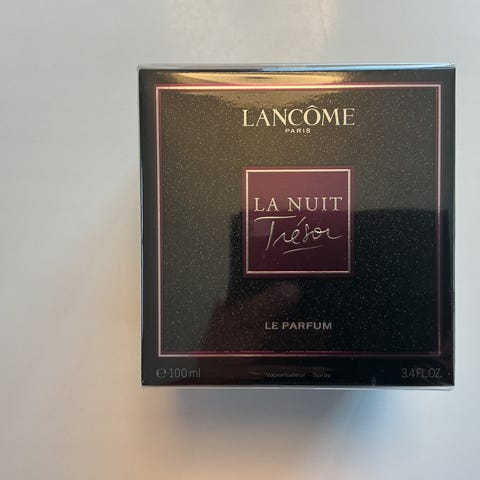 LANCÔME
PARIS
LA NUIT
Trésor
LE PARFUM
℮ 100 ml Vaporisateur - Spray 3.4 FL.OZ.